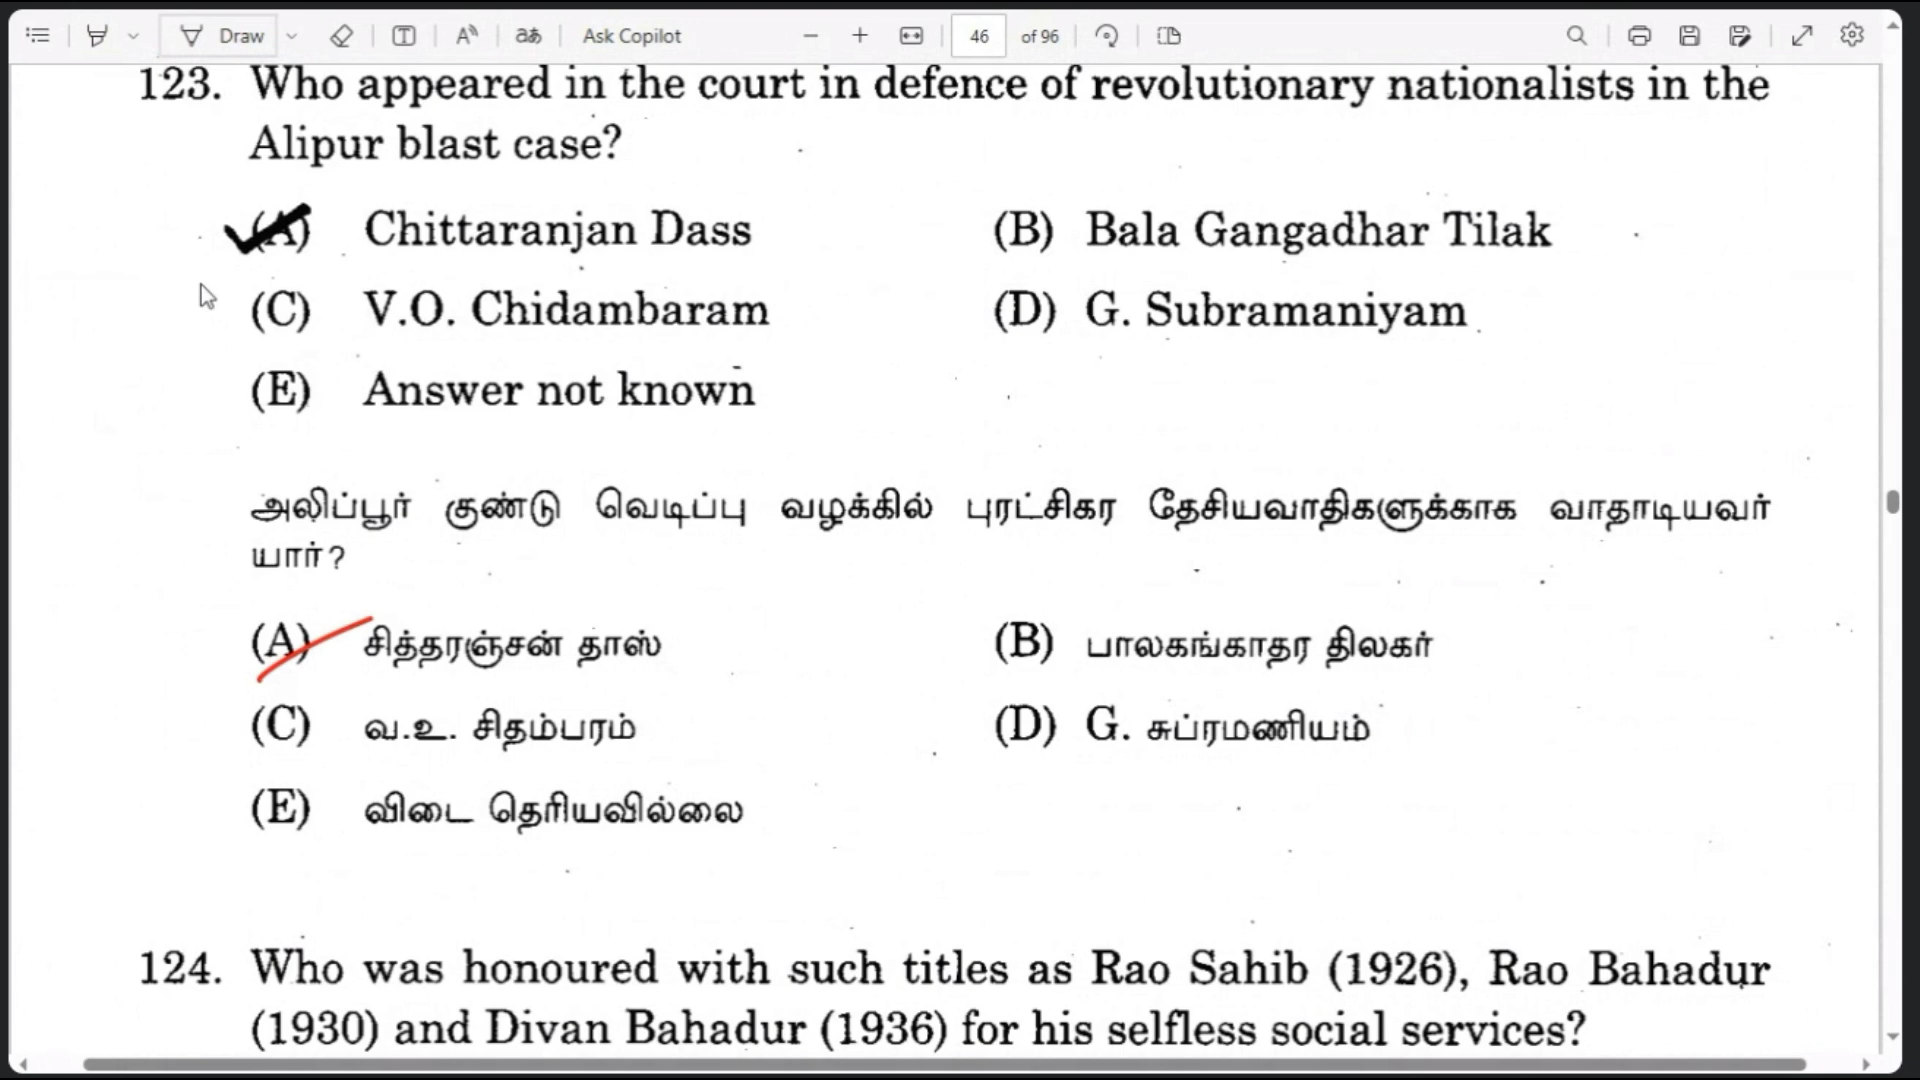 Draw
Ask Copilot
46 of 96
123. Who appeared in the court in defence of revolutionary nationalists in the
Alipur blast case?
(A) Chittaranjan Dass (B) Bala Gangadhar Tilak
(C) V.O. Chidambaram (D) G. Subramaniyam
(E) Answer not known
அலிப்பூர் குண்டு வெடிப்பு வழக்கில் புரட்சிகர தேசியவாதிகளுக்காக வாதாடியவர்
யார்?
(A) சித்தரஞ்சன் தாஸ் (B) பாலகங்காதர திலகர்
(C) வ.உ. சிதம்பரம் (D) G. சுப்ரமணியம்
(E) விடை தெரியவில்லை
124. Who was honoured with such titles as Rao Sahib (1926), Rao Bahadur
(1930) and Divan Bahadur (1936) for his selfless social services?